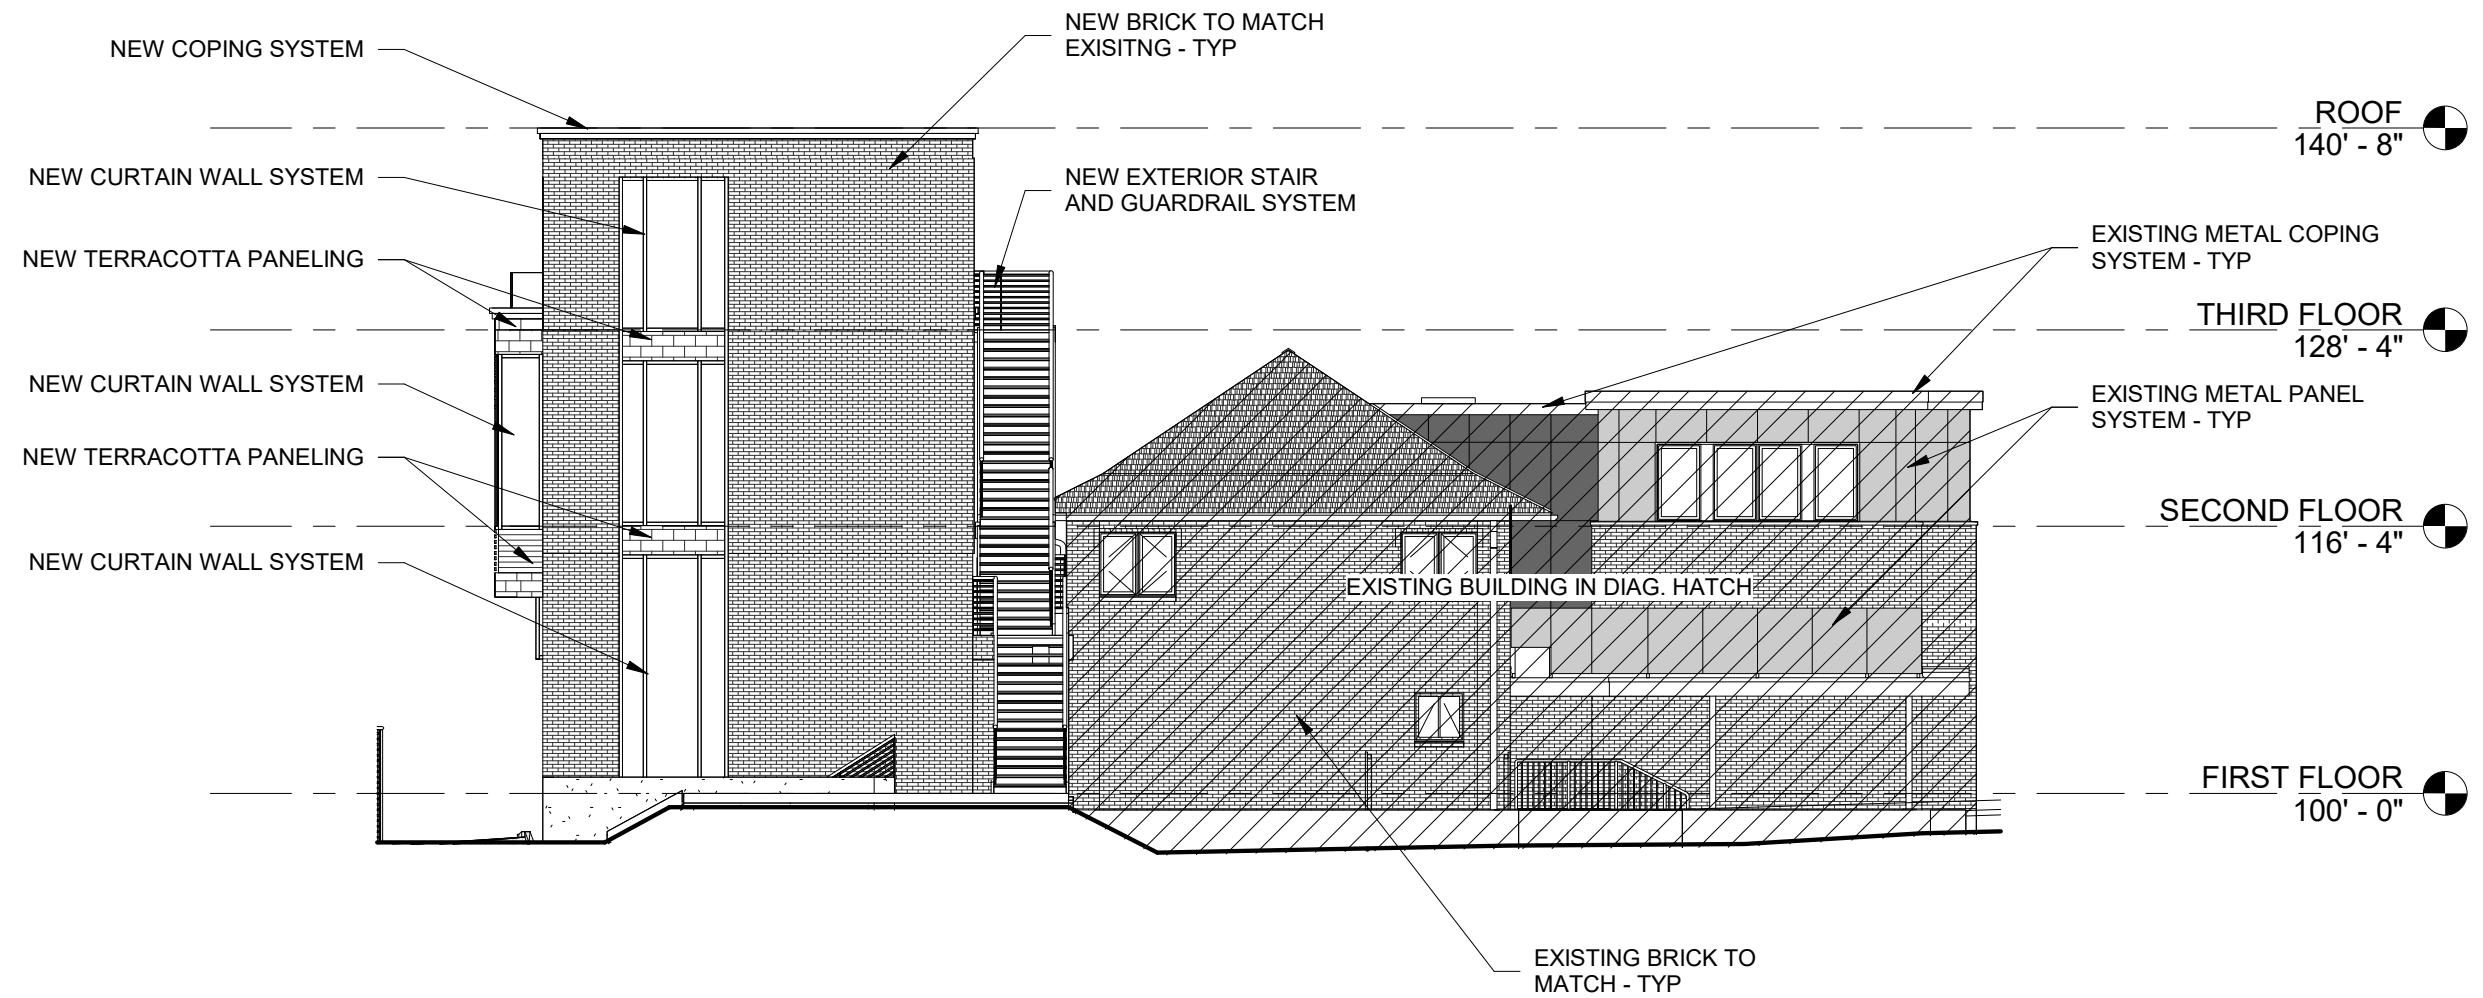 NEW COPING SYSTEM
NEW BRICK TO MATCH
EXISITNG - TYP
ROOF
140' - 8"
NEW CURTAIN WALL SYSTEM
NEW EXTERIOR STAIR
AND GUARDRAIL SYSTEM
NEW TERRACOTTA PANELING
EXISTING METAL COPING
SYSTEM - TYP
THIRD FLOOR
128' - 4"
NEW CURTAIN WALL SYSTEM
EXISTING METAL PANEL
SYSTEM - TYP
NEW TERRACOTTA PANELING
SECOND FLOOR
116' - 4"
NEW CURTAIN WALL SYSTEM
EXISTING BUILDING IN DIAG. HATCH
FIRST FLOOR
100' - 0"
EXISTING BRICK TO
MATCH - TYP